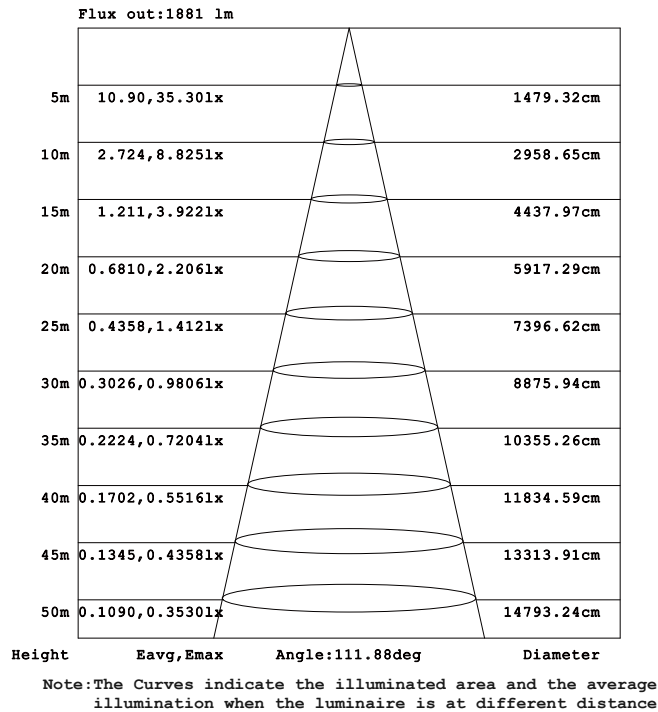 Flux out:1881 lm
5m 10.90,35.30lx 1479.32cm
10m 2.724,8.825lx 2958.65cm
15m 1.211,3.922lx 4437.97cm
20m 0.6810,2.206lx 5917.29cm
25m 0.4358,1.412lx 7396.62cm
30m 0.3026,0.9806lx 8875.94cm
35m 0.2224,0.7204lx 10355.26cm
40m 0.1702,0.5516lx 11834.59cm
45m 0.1345,0.4358lx 13313.91cm
50m 0.1090,0.3530lx 14793.24cm
Height Eavg,Emax Angle:111.88deg Diameter
Note:The Curves indicate the illuminated area and the average
illumination when the luminaire is at different distance